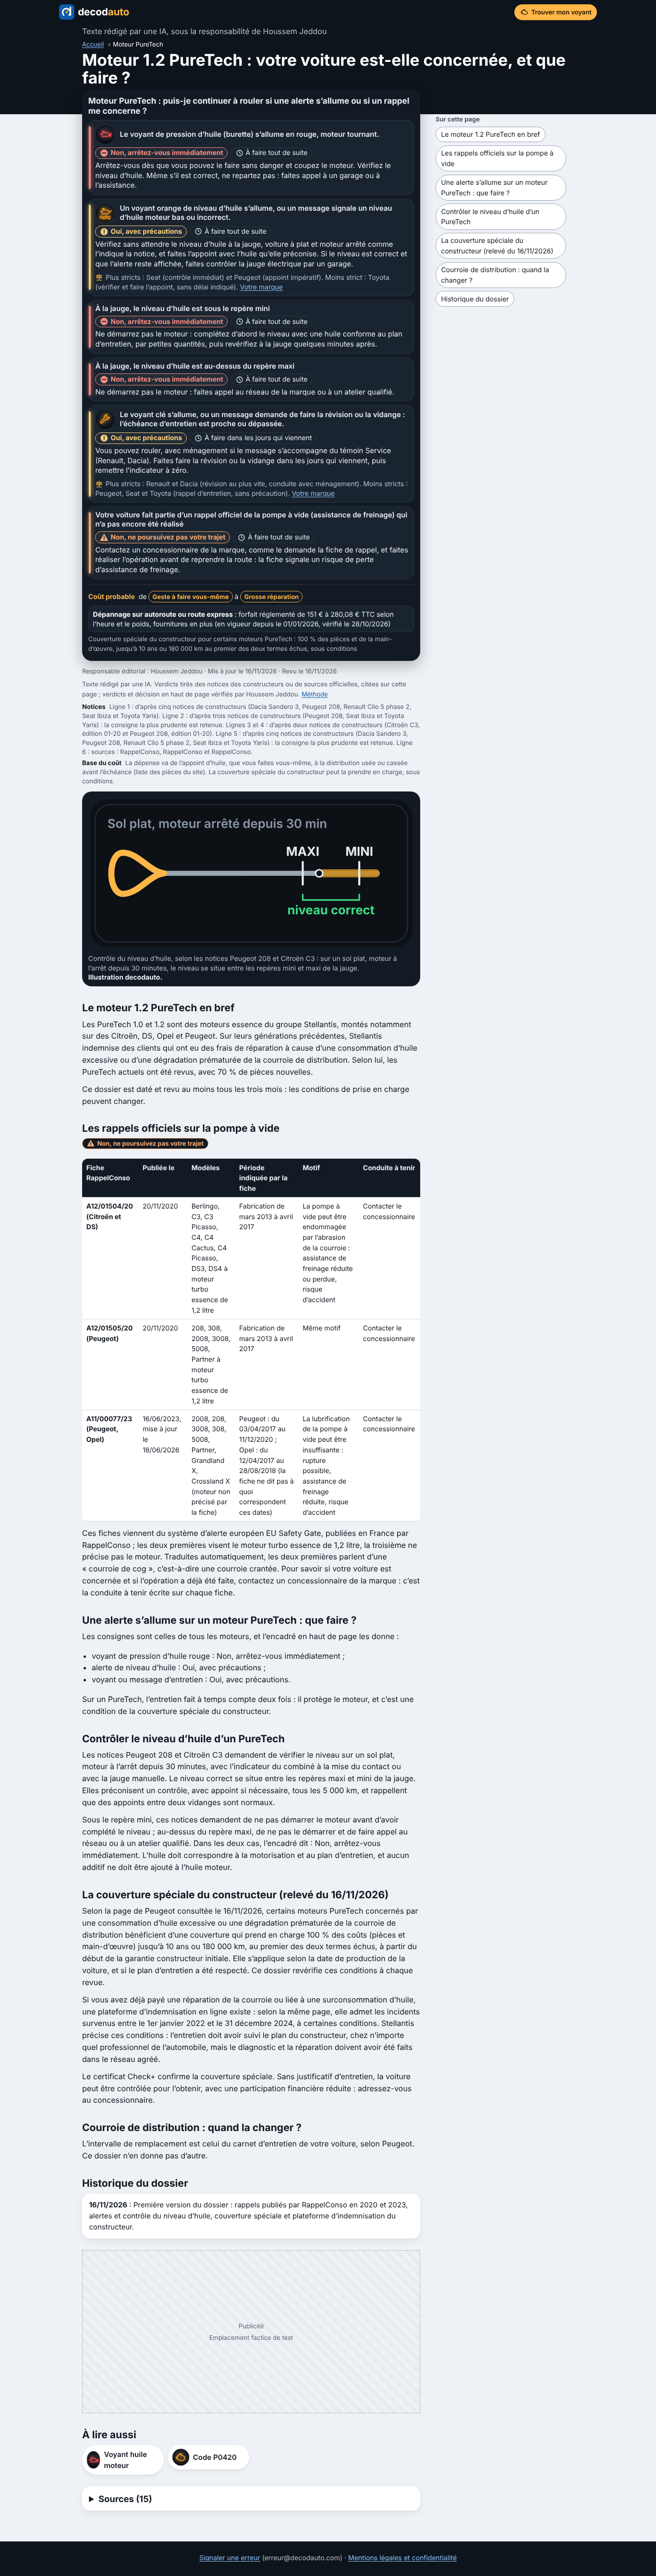 decodauto
Trouver mon voyant
Texte rédigé par une IA, sous la responsabilité de Houssem Jeddou
Accueil › Moteur PureTech
Moteur 1.2 PureTech : votre voiture est-elle concernée, et que
faire ?
Moteur PureTech : puis-je continuer à rouler si une alerte s’allume ou si un rappel
me concerne ?
Le voyant de pression d’huile (burette) s’allume en rouge, moteur tournant.
Non, arrêtez-vous immédiatement À faire tout de suite
Arrêtez-vous dès que vous pouvez le faire sans danger et coupez le moteur. Vérifiez le
niveau d’huile. Même s’il est correct, ne repartez pas : faites appel à un garage ou à
l’assistance.
Un voyant orange de niveau d’huile s’allume, ou un message signale un niveau
d’huile moteur bas ou incorrect.
Oui, avec précautions À faire tout de suite
Vérifiez sans attendre le niveau d’huile à la jauge, voiture à plat et moteur arrêté comme
l’indique la notice, et faites l’appoint avec l’huile qu’elle préconise. Si le niveau est correct et
que l’alerte reste affichée, faites contrôler la jauge électrique par un garage.
Plus stricts : Seat (contrôle immédiat) et Peugeot (appoint impératif). Moins strict : Toyota
(vérifier et faire l’appoint, sans délai indiqué). Votre marque
À la jauge, le niveau d’huile est sous le repère mini
Non, arrêtez-vous immédiatement À faire tout de suite
Ne démarrez pas le moteur : complétez d’abord le niveau avec une huile conforme au plan
d’entretien, par petites quantités, puis revérifiez à la jauge quelques minutes après.
À la jauge, le niveau d’huile est au-dessus du repère maxi
Non, arrêtez-vous immédiatement À faire tout de suite
Ne démarrez pas le moteur : faites appel au réseau de la marque ou à un atelier qualifié.
Le voyant clé s’allume, ou un message demande de faire la révision ou la vidange :
l’échéance d’entretien est proche ou dépassée.
Oui, avec précautions À faire dans les jours qui viennent
Vous pouvez rouler, avec ménagement si le message s’accompagne du témoin Service
(Renault, Dacia). Faites faire la révision ou la vidange dans les jours qui viennent, puis
remettre l’indicateur à zéro.
Plus stricts : Renault et Dacia (révision au plus vite, conduite avec ménagement). Moins stricts :
Peugeot, Seat et Toyota (rappel d’entretien, sans précaution). Votre marque
Votre voiture fait partie d’un rappel officiel de la pompe à vide (assistance de freinage) qui
n’a pas encore été réalisé
Non, ne poursuivez pas votre trajet À faire tout de suite
Contactez un concessionnaire de la marque, comme le demande la fiche de rappel, et faites
réaliser l’opération avant de reprendre la route : la fiche signale un risque de perte
d’assistance de freinage.
Coût probable de Geste à faire vous-même à Grosse réparation
Dépannage sur autoroute ou route express : forfait réglementé de 151 € à 280,08 € TTC selon
l’heure et le poids, fournitures en plus (en vigueur depuis le 01/01/2026, vérifié le 28/10/2026)
Couverture spéciale du constructeur pour certains moteurs PureTech : 100 % des pièces et de la main-
d’œuvre, jusqu’à 10 ans ou 180 000 km au premier des deux termes échus, sous conditions
Responsable éditorial : Houssem Jeddou · Mis à jour le 16/11/2026 · Revu le 16/11/2026
Texte rédigé par une IA. Verdicts tirés des notices des constructeurs ou de sources officielles, citées sur cette
page ; verdicts et décision en haut de page vérifiés par Houssem Jeddou. Méthode
Notices Ligne 1 : d’après cinq notices de constructeurs (Dacia Sandero 3, Peugeot 208, Renault Clio 5 phase 2,
Seat Ibiza et Toyota Yaris). Ligne 2 : d’après trois notices de constructeurs (Peugeot 208, Seat Ibiza et Toyota
Yaris) : la consigne la plus prudente est retenue. Lignes 3 et 4 : d’après deux notices de constructeurs (Citroën C3,
édition 01-20 et Peugeot 208, édition 01-20). Ligne 5 : d’après cinq notices de constructeurs (Dacia Sandero 3,
Peugeot 208, Renault Clio 5 phase 2, Seat Ibiza et Toyota Yaris) : la consigne la plus prudente est retenue. Ligne
6 : sources : RappelConso, RappelConso et RappelConso.
Base du coût La dépense va de l’appoint d’huile, que vous faites vous-même, à la distribution usée ou cassée
avant l’échéance (liste des pièces du site). La couverture spéciale du constructeur peut la prendre en charge, sous
conditions.
Sol plat, moteur arrêté depuis 30 min
MAXI MINI
niveau correct
Contrôle du niveau d’huile, selon les notices Peugeot 208 et Citroën C3 : sur un sol plat, moteur à
l’arrêt depuis 30 minutes, le niveau se situe entre les repères mini et maxi de la jauge.
Illustration decodauto.
Le moteur 1.2 PureTech en bref
Les PureTech 1.0 et 1.2 sont des moteurs essence du groupe Stellantis, montés notamment
sur des Citroën, DS, Opel et Peugeot. Sur leurs générations précédentes, Stellantis
indemnise des clients qui ont eu des frais de réparation à cause d’une consommation d’huile
excessive ou d’une dégradation prématurée de la courroie de distribution. Selon lui, les
PureTech actuels ont été revus, avec 70 % de pièces nouvelles.
Ce dossier est daté et revu au moins tous les trois mois : les conditions de prise en charge
peuvent changer.
Les rappels officiels sur la pompe à vide
Non, ne poursuivez pas votre trajet
Fiche RappelConso Publiée le Modèles Période indiquée par la fiche Motif Conduite à tenir
A12/01504/20 (Citroën et DS) 20/11/2020 Berlingo, C3, C3 Picasso, C4, C4 Cactus, C4 Picasso, DS3, DS4 à moteur turbo essence de 1,2 litre Fabrication de mars 2013 à avril 2017 La pompe à vide peut être endommagée par l’abrasion de la courroie : assistance de freinage réduite ou perdue, risque d’accident Contacter le concessionnaire
A12/01505/20 (Peugeot) 20/11/2020 208, 308, 2008, 3008, 5008, Partner à moteur turbo essence de 1,2 litre Fabrication de mars 2013 à avril 2017 Même motif Contacter le concessionnaire
A11/00077/23 (Peugeot, Opel) 16/06/2023, mise à jour le 18/06/2026 2008, 208, 3008, 308, 5008, Partner, Grandland X, Crossland X (moteur non précisé par la fiche) Peugeot : du 03/04/2017 au 11/12/2020 ; Opel : du 12/04/2017 au 28/08/2018 (la fiche ne dit pas à quoi correspondent ces dates) La lubrification de la pompe à vide peut être insuffisante : rupture possible, assistance de freinage réduite, risque d’accident Contacter le concessionnaire
Ces fiches viennent du système d’alerte européen EU Safety Gate, publiées en France par
RappelConso ; les deux premières visent le moteur turbo essence de 1,2 litre, la troisième ne
précise pas le moteur. Traduites automatiquement, les deux premières parlent d’une
« courroie de cog », c’est-à-dire une courroie crantée. Pour savoir si votre voiture est
concernée et si l’opération a déjà été faite, contactez un concessionnaire de la marque : c’est
la conduite à tenir écrite sur chaque fiche.
Une alerte s’allume sur un moteur PureTech : que faire ?
Les consignes sont celles de tous les moteurs, et l’encadré en haut de page les donne :
voyant de pression d’huile rouge : Non, arrêtez-vous immédiatement ;
alerte de niveau d’huile : Oui, avec précautions ;
voyant ou message d’entretien : Oui, avec précautions.
Sur un PureTech, l’entretien fait à temps compte deux fois : il protège le moteur, et c’est une
condition de la couverture spéciale du constructeur.
Contrôler le niveau d’huile d’un PureTech
Les notices Peugeot 208 et Citroën C3 demandent de vérifier le niveau sur un sol plat,
moteur à l’arrêt depuis 30 minutes, avec l’indicateur du combiné à la mise du contact ou
avec la jauge manuelle. Le niveau correct se situe entre les repères maxi et mini de la jauge.
Elles préconisent un contrôle, avec appoint si nécessaire, tous les 5 000 km, et rappellent
que des appoints entre deux vidanges sont normaux.
Sous le repère mini, ces notices demandent de ne pas démarrer le moteur avant d’avoir
complété le niveau ; au-dessus du repère maxi, de ne pas le démarrer et de faire appel au
réseau ou à un atelier qualifié. Dans les deux cas, l’encadré dit : Non, arrêtez-vous
immédiatement. L’huile doit correspondre à la motorisation et au plan d’entretien, et aucun
additif ne doit être ajouté à l’huile moteur.
La couverture spéciale du constructeur (relevé du 16/11/2026)
Selon la page de Peugeot consultée le 16/11/2026, certains moteurs PureTech concernés par
une consommation d’huile excessive ou une dégradation prématurée de la courroie de
distribution bénéficient d’une couverture qui prend en charge 100 % des coûts (pièces et
main-d’œuvre) jusqu’à 10 ans ou 180 000 km, au premier des deux termes échus, à partir du
début de la garantie constructeur initiale. Elle s’applique selon la date de production de la
voiture, et si le plan d’entretien a été respecté. Ce dossier revérifie ces conditions à chaque
revue.
Si vous avez déjà payé une réparation de la courroie ou liée à une surconsommation d’huile,
une plateforme d’indemnisation en ligne existe : selon la même page, elle admet les incidents
survenus entre le 1er janvier 2022 et le 31 décembre 2024, à certaines conditions. Stellantis
précise ces conditions : l’entretien doit avoir suivi le plan du constructeur, chez n’importe
quel professionnel de l’automobile, mais le diagnostic et la réparation doivent avoir été faits
dans le réseau agréé.
Le certificat Check+ confirme la couverture spéciale. Sans justificatif d’entretien, la voiture
peut être contrôlée pour l’obtenir, avec une participation financière réduite : adressez-vous
au concessionnaire.
Courroie de distribution : quand la changer ?
L’intervalle de remplacement est celui du carnet d’entretien de votre voiture, selon Peugeot.
Ce dossier n’en donne pas d’autre.
Historique du dossier
16/11/2026 : Première version du dossier : rappels publiés par RappelConso en 2020 et 2023,
alertes et contrôle du niveau d’huile, couverture spéciale et plateforme d’indemnisation du
constructeur.
Publicité
Emplacement factice de test
À lire aussi
Voyant huile
moteur
Code P0420
Sources (15)
Sur cette page
Le moteur 1.2 PureTech en bref
Les rappels officiels sur la pompe à
vide
Une alerte s’allume sur un moteur
PureTech : que faire ?
Contrôler le niveau d’huile d’un
PureTech
La couverture spéciale du
constructeur (relevé du 16/11/2026)
Courroie de distribution : quand la
changer ?
Historique du dossier
Signaler une erreur (erreur@decodauto.com) · Mentions légales et confidentialité